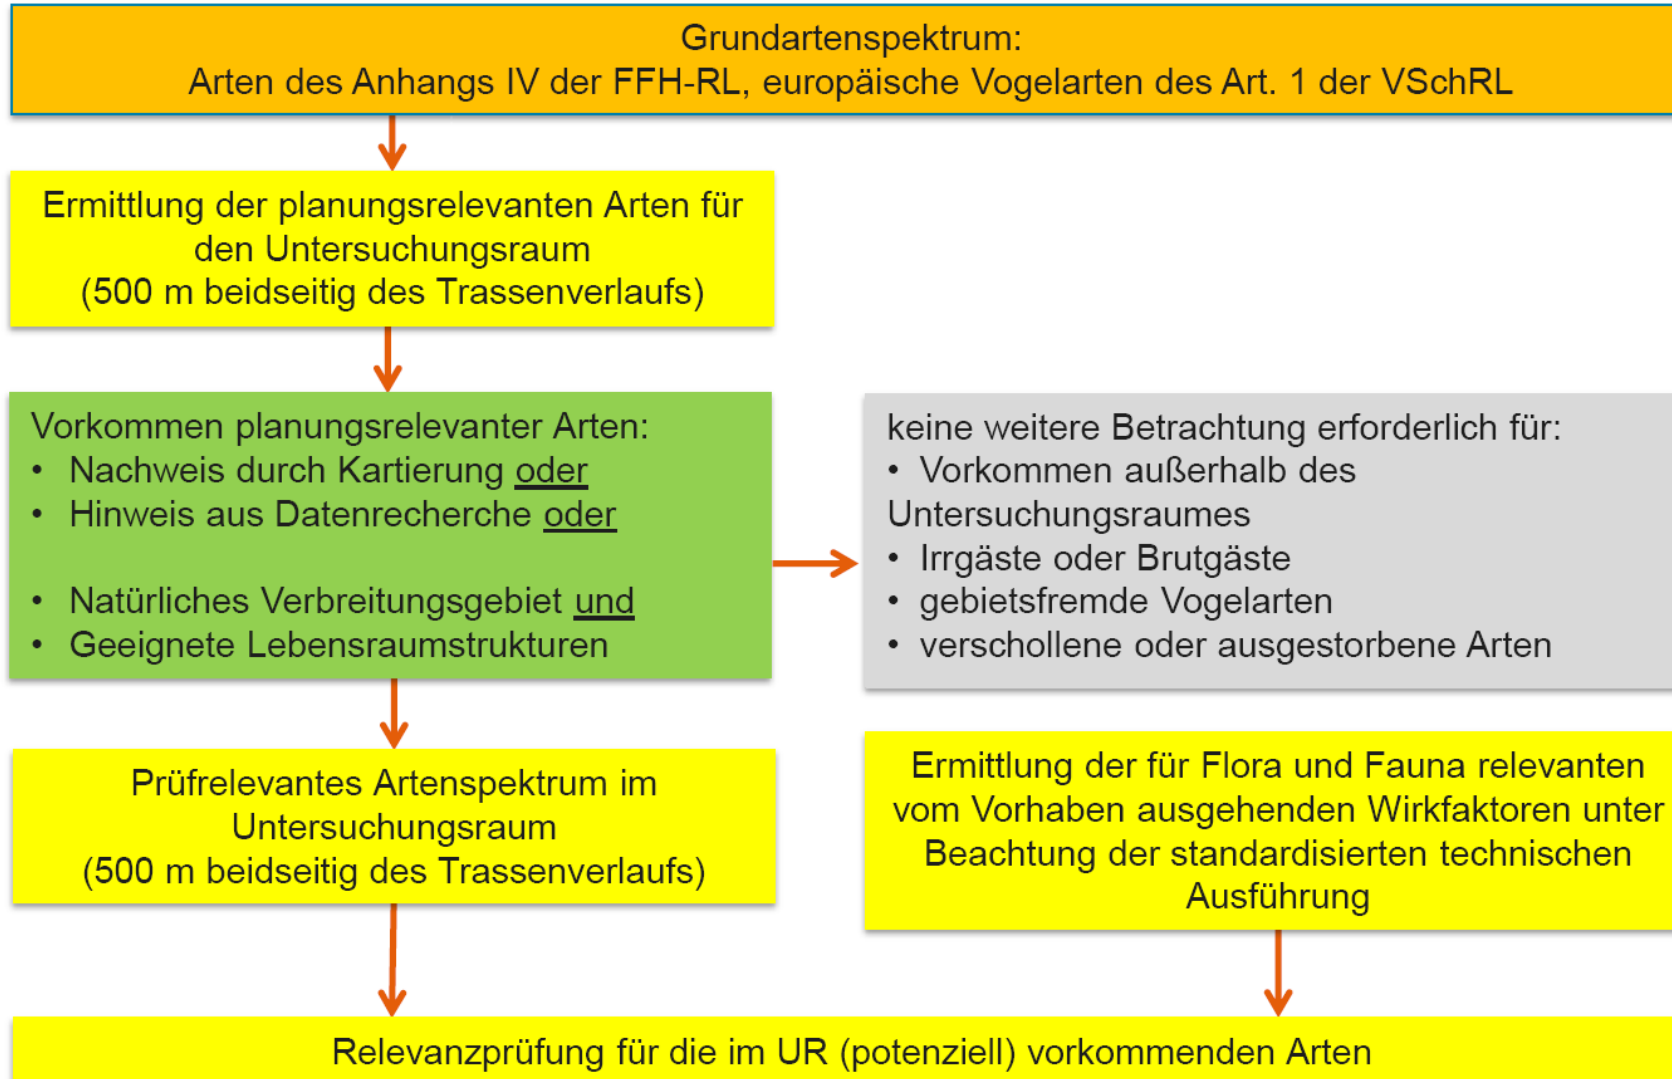 Grundartenspektrum:
Arten des Anhangs IV der FFH-RL, europäische Vogelarten des Art. 1 der VSchRL
Ermittlung der planungsrelevanten Arten für
den Untersuchungsraum
(500 m beidseitig des Trassenverlaufs)
Vorkommen planungsrelevanter Arten:
• Nachweis durch Kartierung oder
• Hinweis aus Datenrecherche oder
• Natürliches Verbreitungsgebiet und
• Geeignete Lebensraumstrukturen
keine weitere Betrachtung erforderlich für:
• Vorkommen außerhalb des
Untersuchungsraumes
• Irrgäste oder Brutgäste
• gebietsfremde Vogelarten
• verschollene oder ausgestorbene Arten
Prüfrelevantes Artenspektrum im
Untersuchungsraum
(500 m beidseitig des Trassenverlaufs)
Ermittlung der für Flora und Fauna relevanten
vom Vorhaben ausgehenden Wirkfaktoren unter
Beachtung der standardisierten technischen
Ausführung
Relevanzprüfung für die im UR (potenziell) vorkommenden Arten